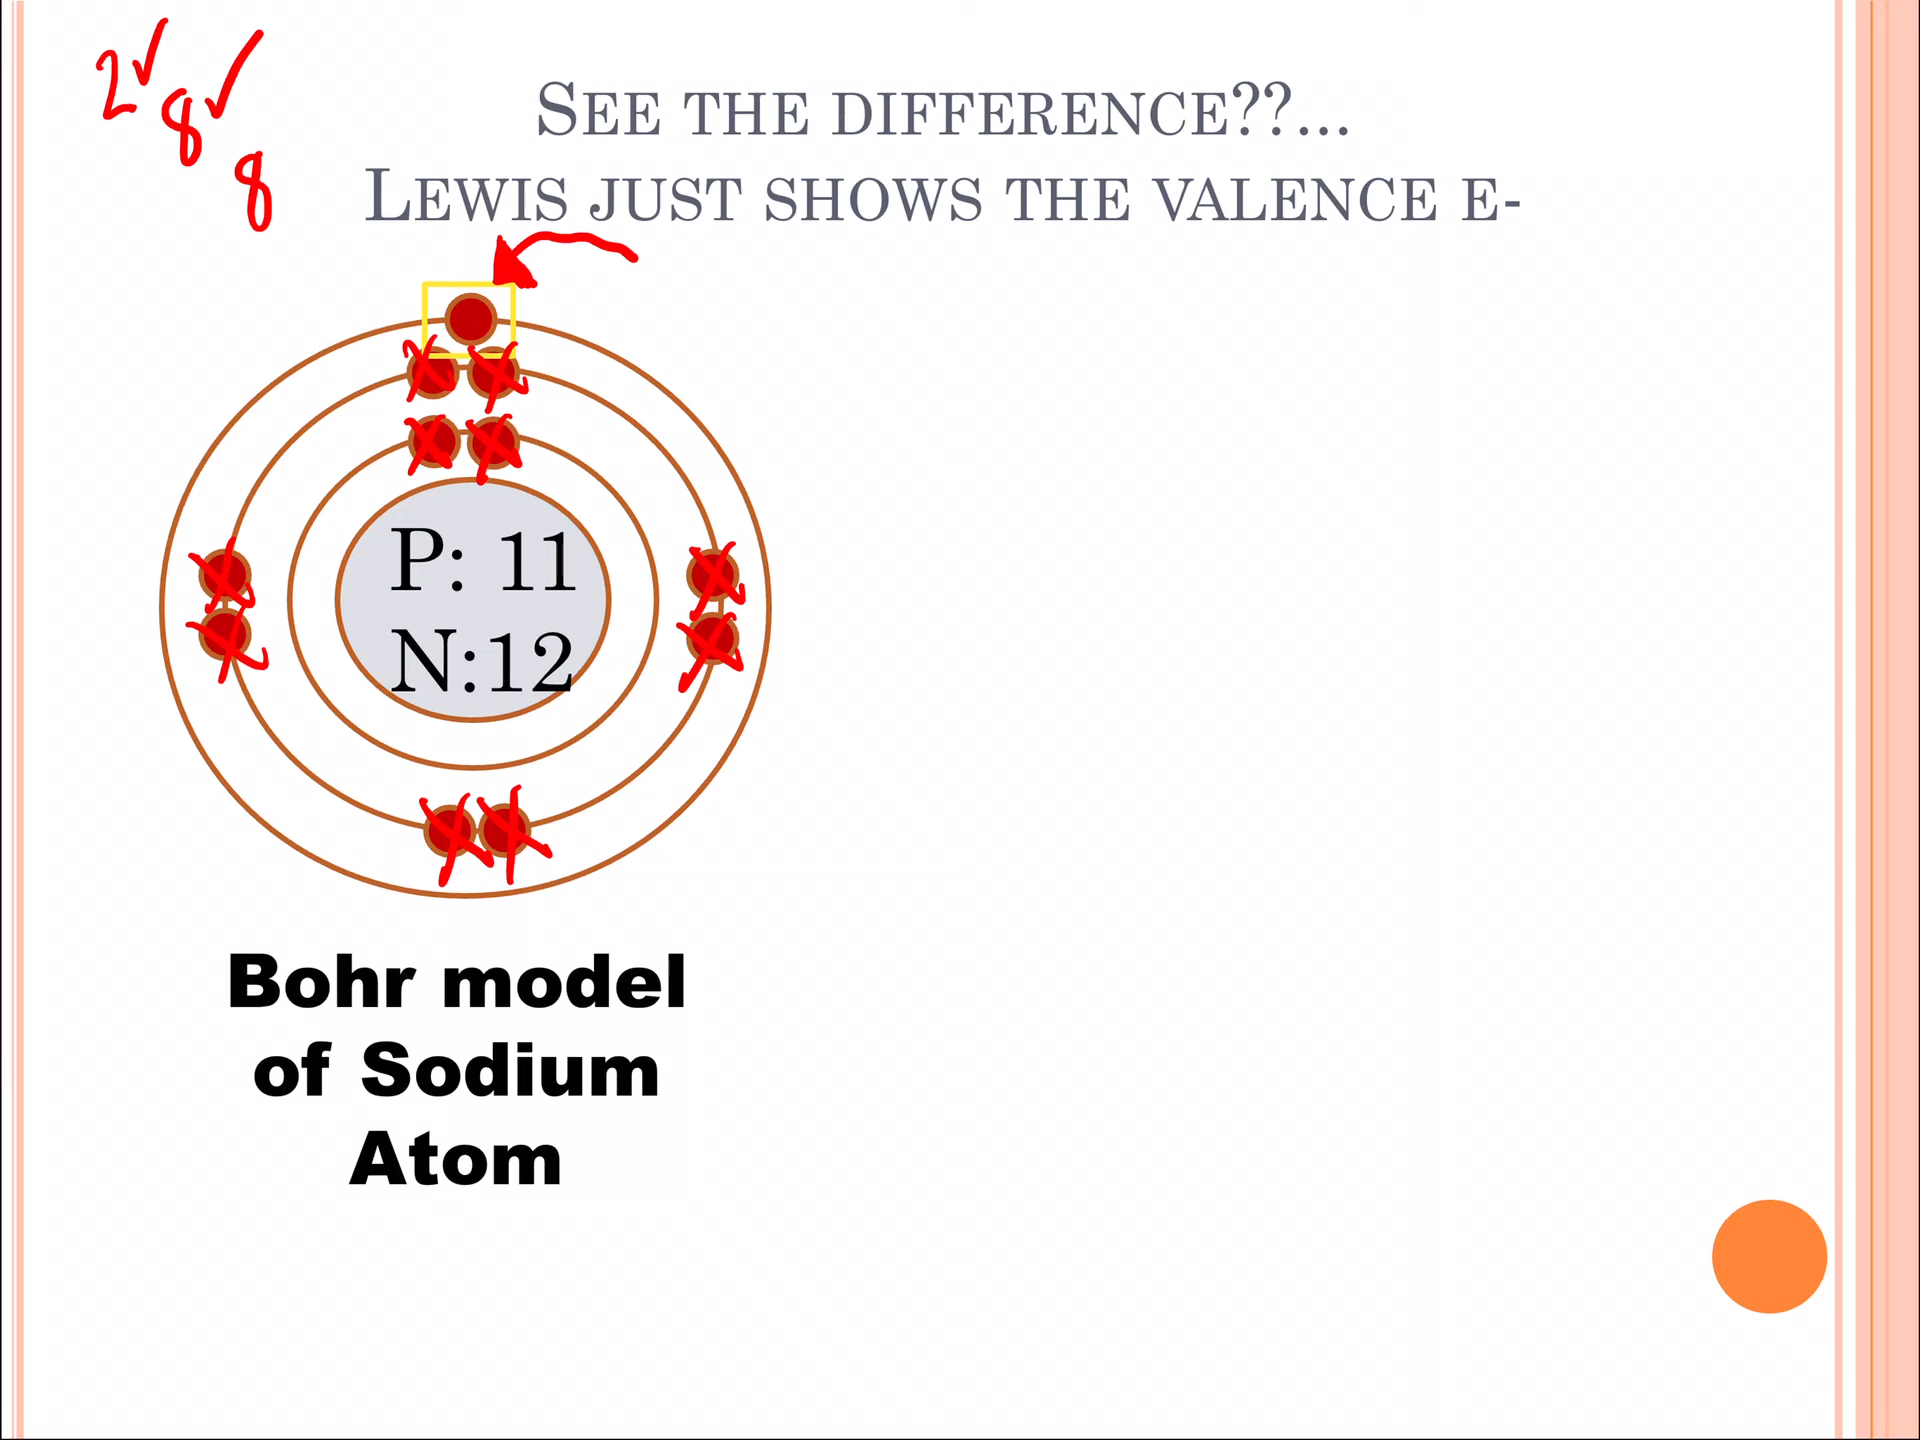 2✓
8✓
8
SEE THE DIFFERENCE??...
LEWIS JUST SHOWS THE VALENCE E-
P: 11
N:12
Bohr model
of Sodium
Atom